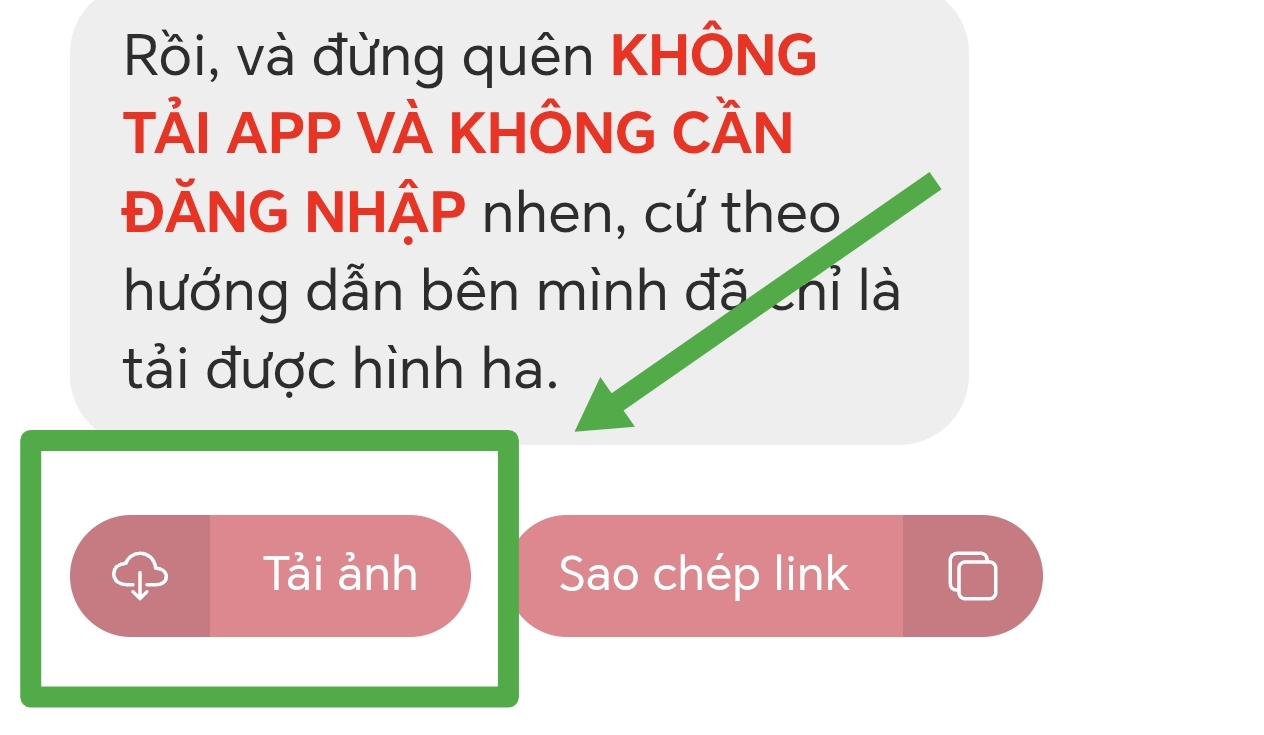 Rồi, và đừng quên KHÔNG
TẢI APP VÀ KHÔNG CẦN
ĐĂNG NHẬP nhen, cứ theo
hướng dẫn bên mình đã chỉ là
tải được hình ha.
Tải ảnh
Sao chép link